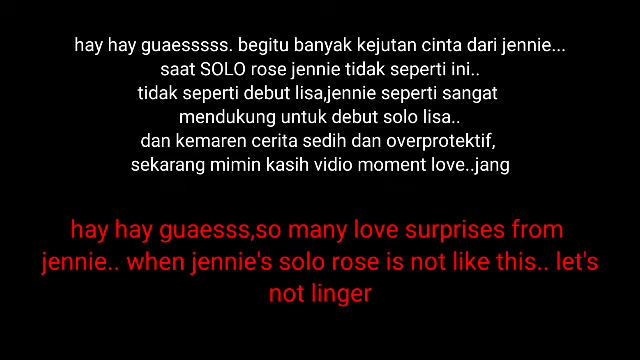 hay hay guaesssss. begitu banyak kejutan cinta dari jennie...
saat SOLO rose jennie tidak seperti ini..
tidak seperti debut lisa,jennie seperti sangat
mendukung untuk debut solo lisa..
dan kemaren cerita sedih dan overprotektif,
sekarang mimin kasih vidio moment love..jang
hay hay guaesss,so many love surprises from
jennie.. when jennie's solo rose is not like this.. let's
not linger